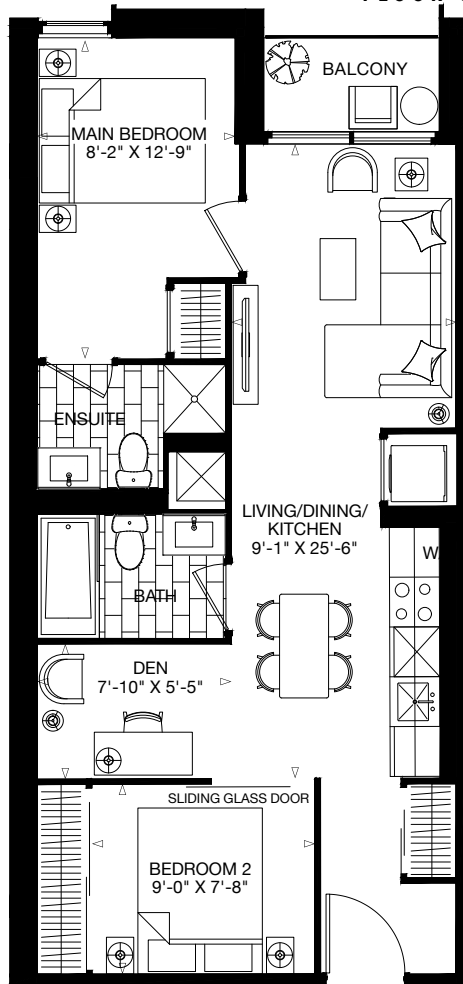 BALCONY
MAIN BEDROOM
8'-2" X 12'-9"
ENSUITE
LIVING/DINING/
KITCHEN
9'-1" X 25'-6"
W
BATH
DEN
7'-10" X 5'-5"
SLIDING GLASS DOOR
BEDROOM 2
9'-0" X 7'-8"